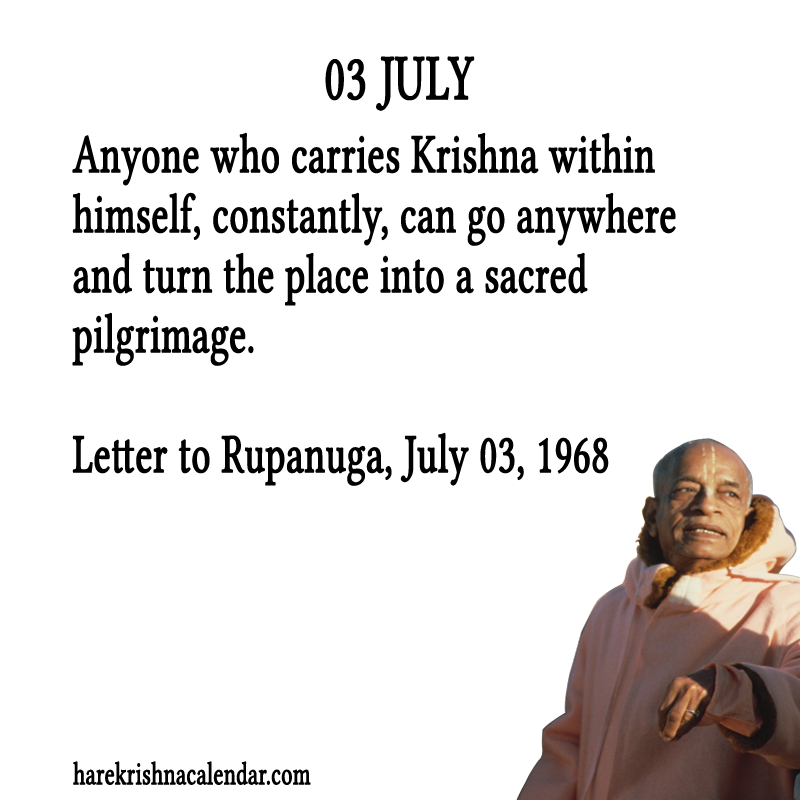 03 JULY
Anyone who carries Krishna within
himself, constantly, can go anywhere
and turn the place into a sacred
pilgrimage.
Letter to Rupanuga, July 03, 1968
harekrishnacalendar.com